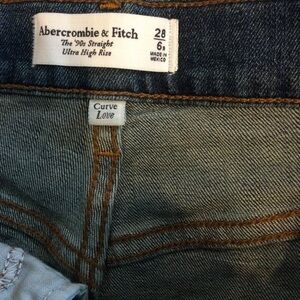 Abercrombie & Fitch
The '90s Straight
Ultra High Rise
28
6R
MADE IN
MEXICO
Curve
Love